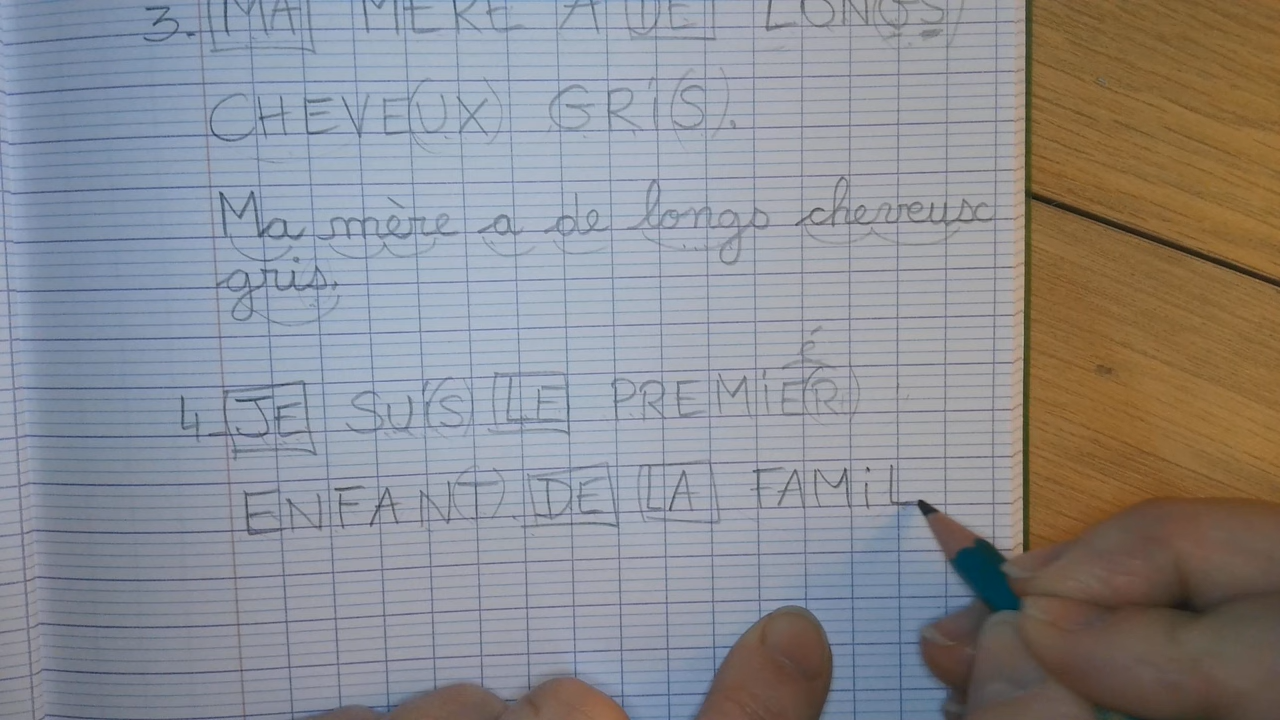 3. MA MÈRE A DE LONGS
CHEVEUX GRIS.
Ma mère a de longs cheveux
gris.
é
4. JE SUS LE PREMIER
ENFANT DE LA FAMIL